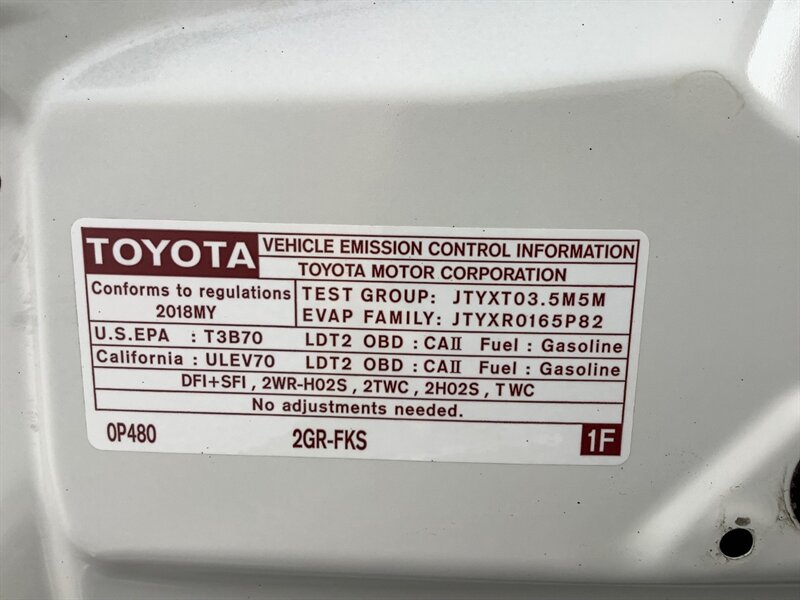 TOYOTA VEHICLE EMISSION CONTROL INFORMATION
TOYOTA MOTOR CORPORATION
Conforms to regulations
2018MY
TEST GROUP: JTYXT03.5M5M
EVAP FAMILY: JTYXR0165P82
U.S.EPA : T3B70 LDT2 OBD : CAⅡ Fuel : Gasoline
California : ULEV70 LDT2 OBD : CAⅡ Fuel : Gasoline
DFI+SFI , 2WR-HO2S , 2TWC , 2HO2S , TWC
No adjustments needed.
0P480 2GR-FKS 1F